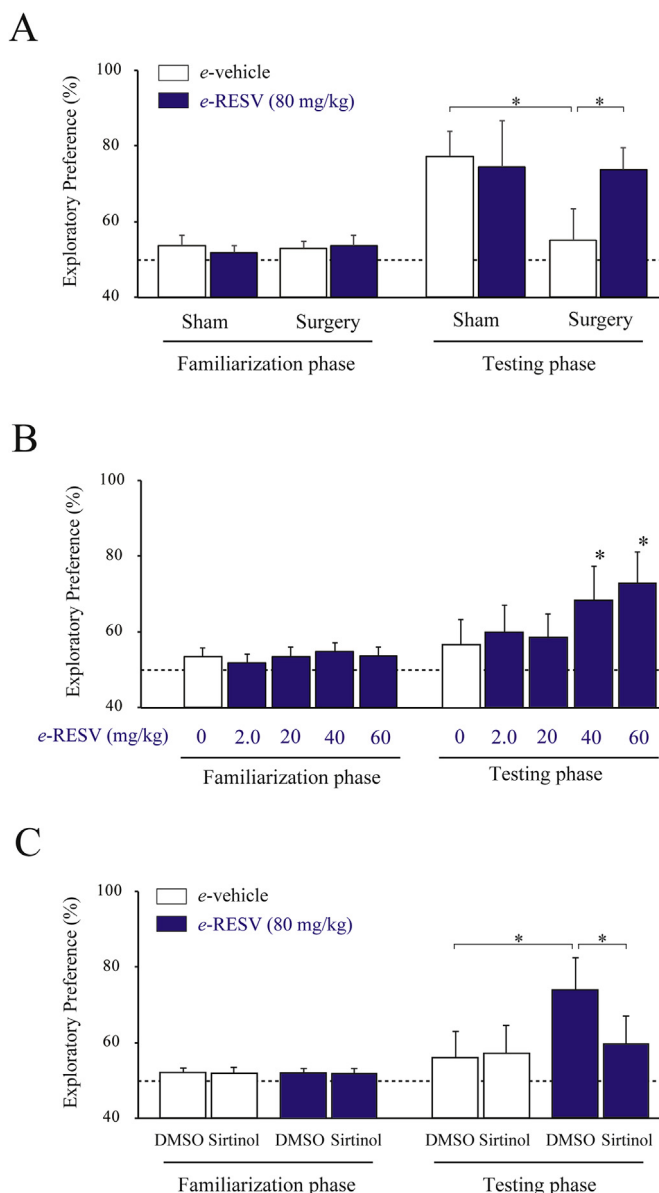 A
100
80
60
40
Exploratory Preference (%)
e-vehicle
e-RESV (80 mg/kg)
*
*
Sham
Surgery
Sham
Surgery
Familiarization phase
Testing phase
B
100
80
60
40
Exploratory Preference (%)
*
*
e-RESV (mg/kg)
0 2.0 20 40 60
0 2.0 20 40 60
Familiarization phase
Testing phase
C
100
80
60
40
Exploratory Preference (%)
e-vehicle
e-RESV (80 mg/kg)
*
*
DMSO Sirtinol
DMSO Sirtinol
DMSO Sirtinol
DMSO Sirtinol
Familiarization phase
Testing phase